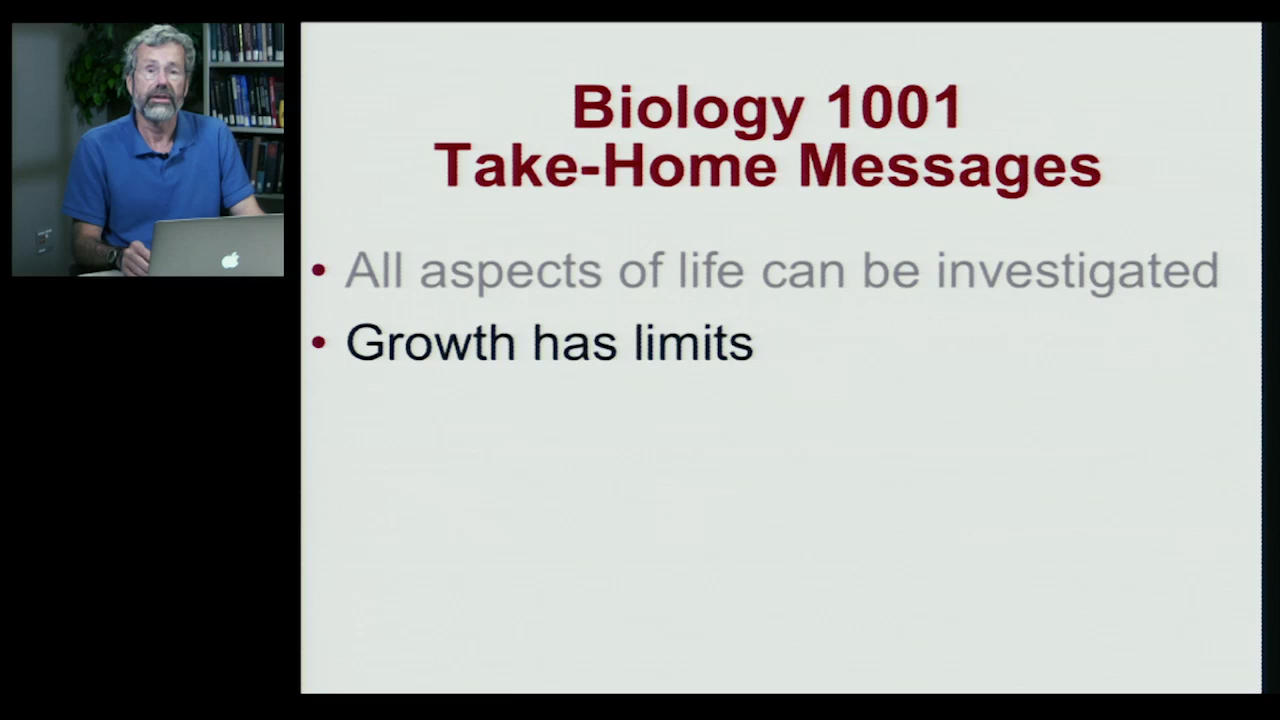 Biology 1001
Take-Home Messages
• All aspects of life can be investigated
• Growth has limits